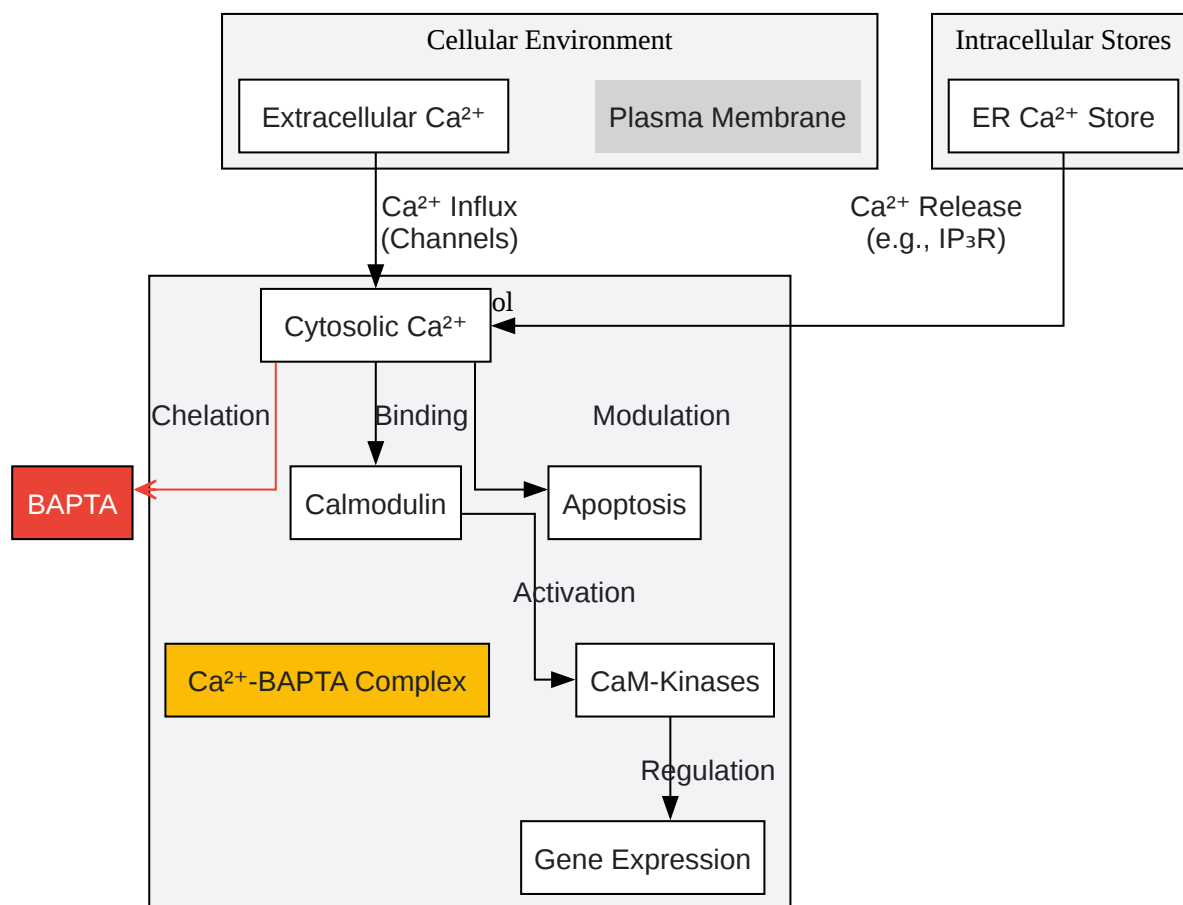 Cellular Environment
Intracellular Stores
Extracellular Ca²⁺
Plasma Membrane
ER Ca²⁺ Store
Ca²⁺ Influx
(Channels)
Ca²⁺ Release
(e.g., IP₃R)
ol
Cytosolic Ca²⁺
Chelation
Binding
Modulation
BAPTA
Calmodulin
Apoptosis
Activation
Ca²⁺-BAPTA Complex
CaM-Kinases
Regulation
Gene Expression